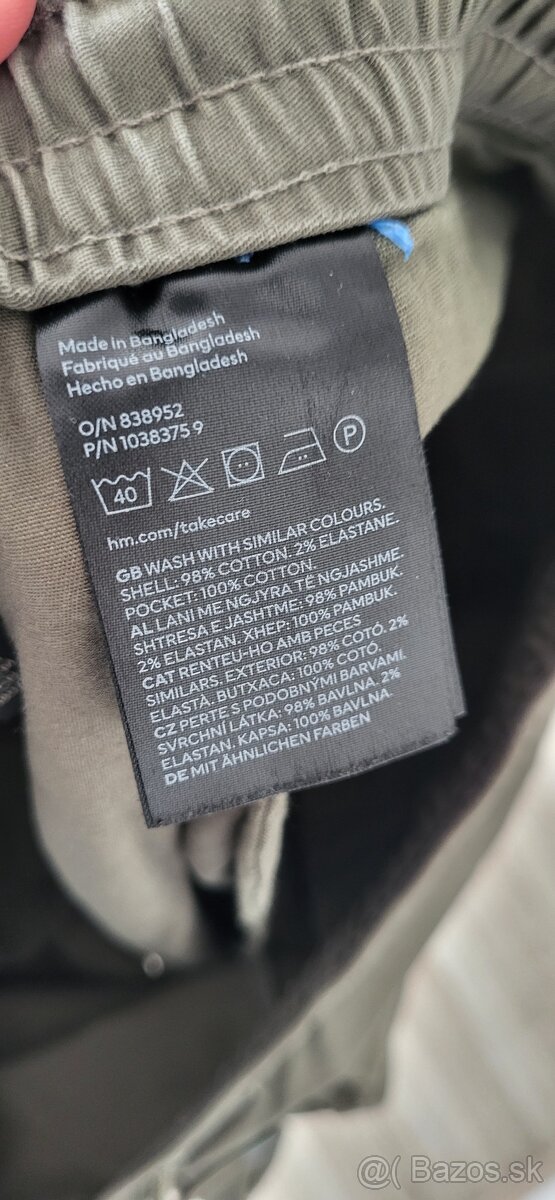 Made in Bangladesh
Fabriqué au Bangladesh
Hecho en Bangladesh
O/N 838952
P/N 1038375 9
40
P
hm.com/takecare
GB WASH WITH SIMILAR COLOURS.
SHELL: 98% COTTON. 2% ELASTANE.
POCKET: 100% COTTON.
AL LANI ME NGJYRA TË NGJASHME.
SHTRESA E JASHTME: 98% PAMBUK.
2% ELASTAN. XHEP: 100% PAMBUK.
CAT RENTEU-HO AMB PECES
SIMILARS. EXTERIOR: 98% COTÓ. 2%
ELASTÀ. BUTXACA: 100% COTÓ.
CZ PERTE S PODOBNÝMI BARVAMI.
SVRCHNÍ LÁTKA: 98% BAVLNA. 2%
ELASTAN. KAPSA: 100% BAVLNA.
DE MIT ÄHNLICHEN FARBEN
@( Bazos.sk